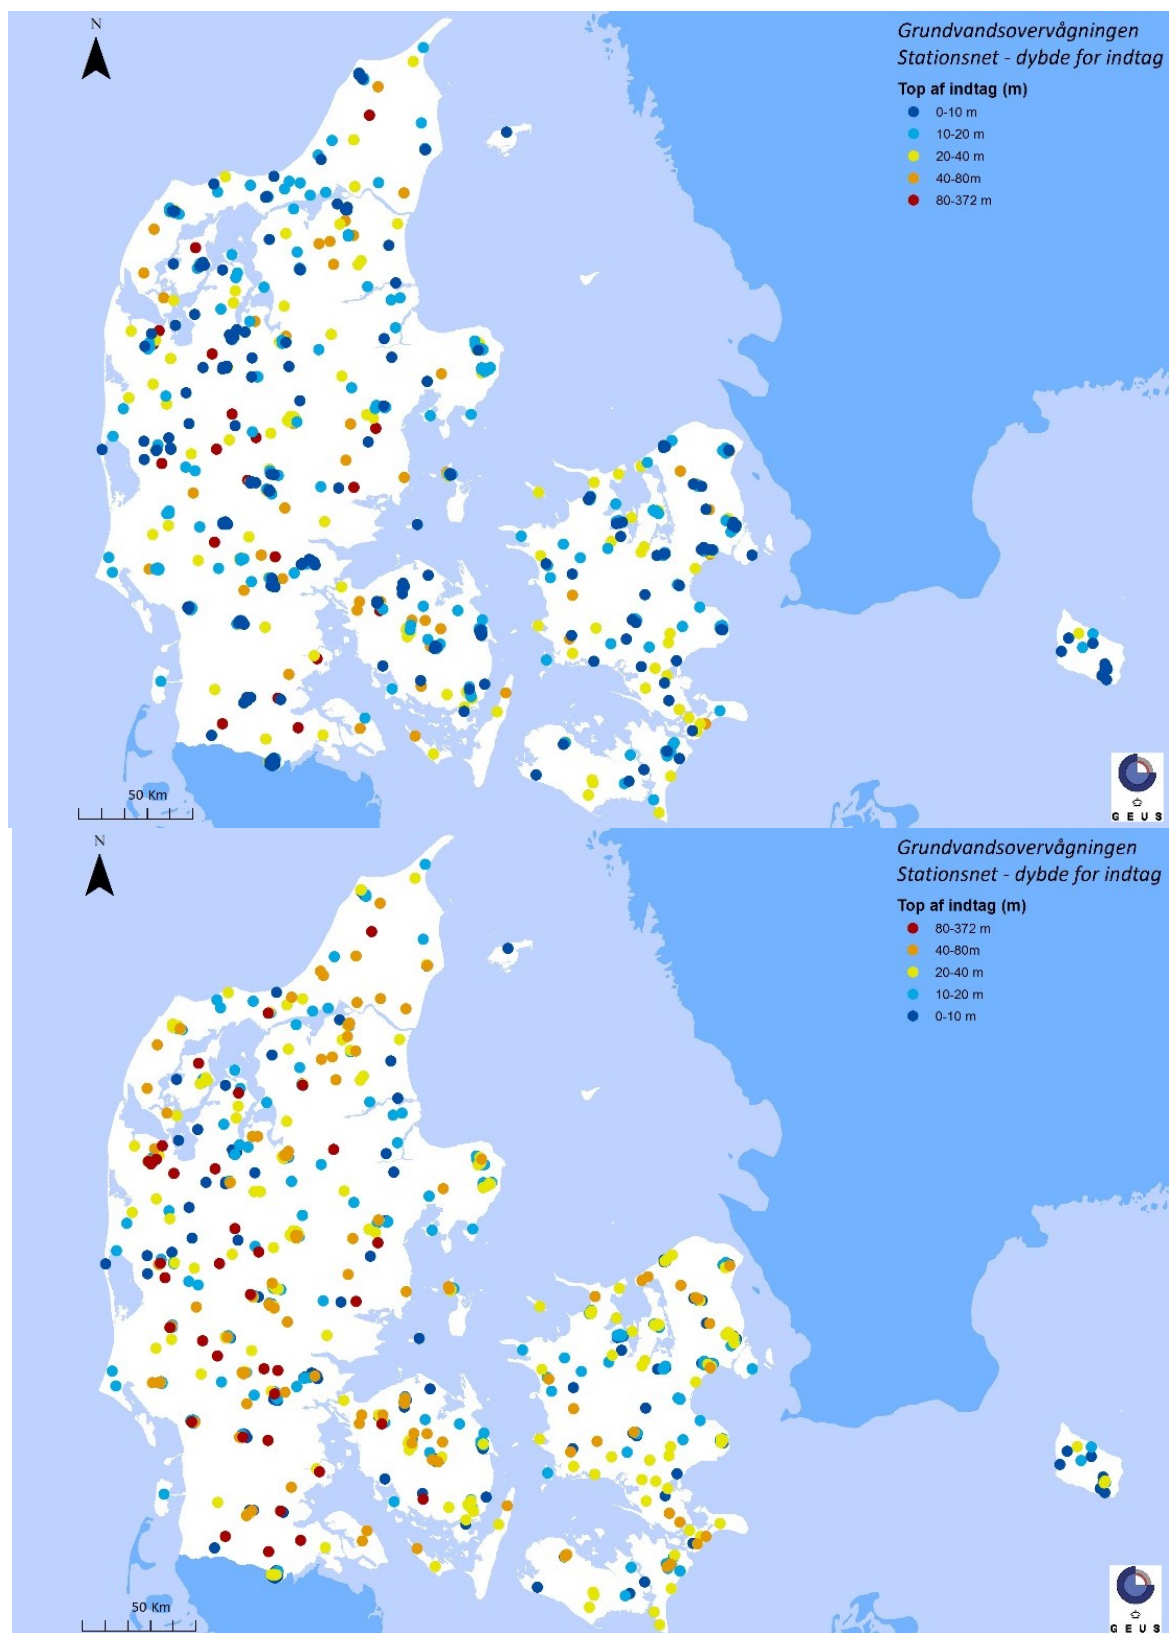 N
Grundvandsovervågningen
Stationsnet - dybde for indtag
Top af indtag (m)
0-10 m
10-20 m
20-40 m
40-80m
80-372 m
50 Km
G E U S
N
Grundvandsovervågningen
Stationsnet - dybde for indtag
Top af indtag (m)
80-372 m
40-80m
20-40 m
10-20 m
0-10 m
50 Km
G E U S